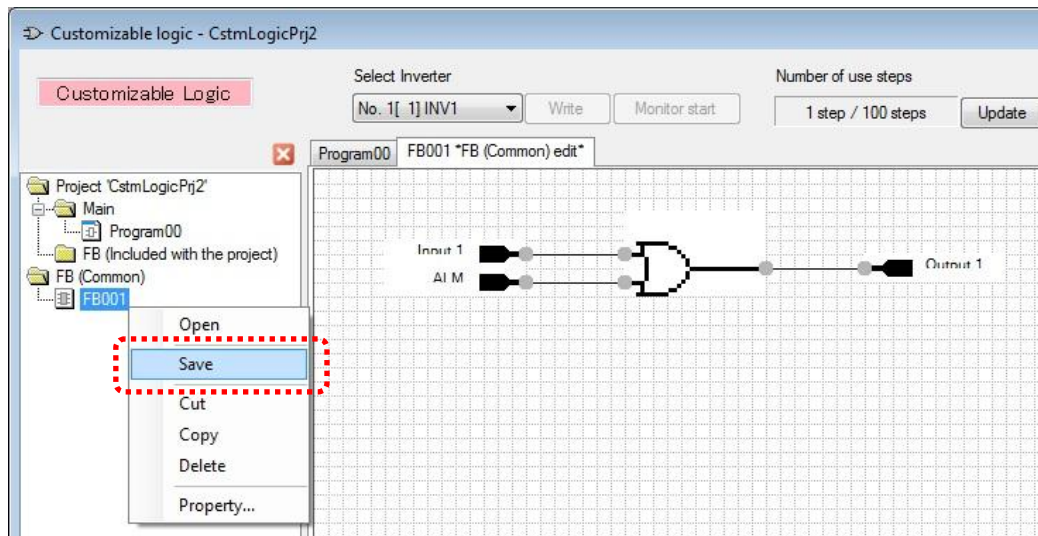 Customizable logic - CstmLogicPrj2
Customizable Logic
Select Inverter
Number of use steps
No. 1[ 1] INV1
Write
Monitor start
1 step / 100 steps
Update
Program00
FB001 *FB (Common) edit*
Project 'CstmLogicPrj2'
Main
Program00
FB (Included with the project)
FB (Common)
FB001
Open
Save
Cut
Copy
Delete
Property...
Input 1
ALM
Output 1